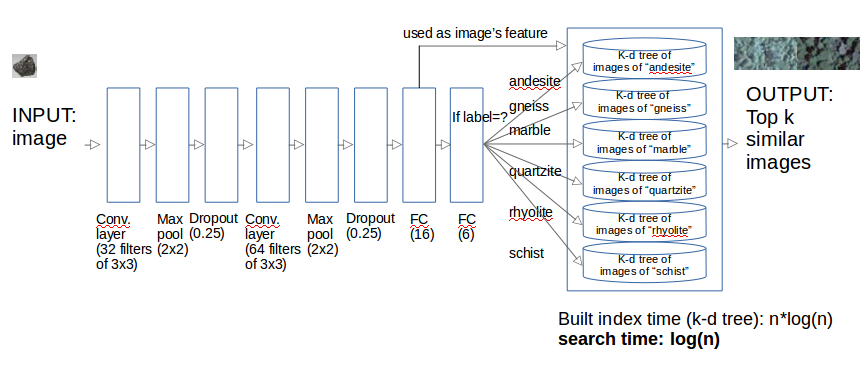 used as image's feature
K-d tree of
images of "andesite"
K-d tree of
images of "gneiss"
K-d tree of
images of "marble"
K-d tree of
images of "quartzite"
K-d tree of
images of "rhyolite"
K-d tree of
images of "schist"
INPUT:
image
If label=?
andesite
gneiss
marble
quartzite
rhyolite
schist
OUTPUT:
Top k
similar
images
Conv.
layer
(32 filters
of 3x3)
Max
pool
(2x2)
Dropout
(0.25)
Conv.
layer
(64 filters
of 3x3)
Max
pool
(2x2)
Dropout
(0.25)
FC
(16)
FC
(6)
Built index time (k-d tree): n*log(n)
search time: log(n)